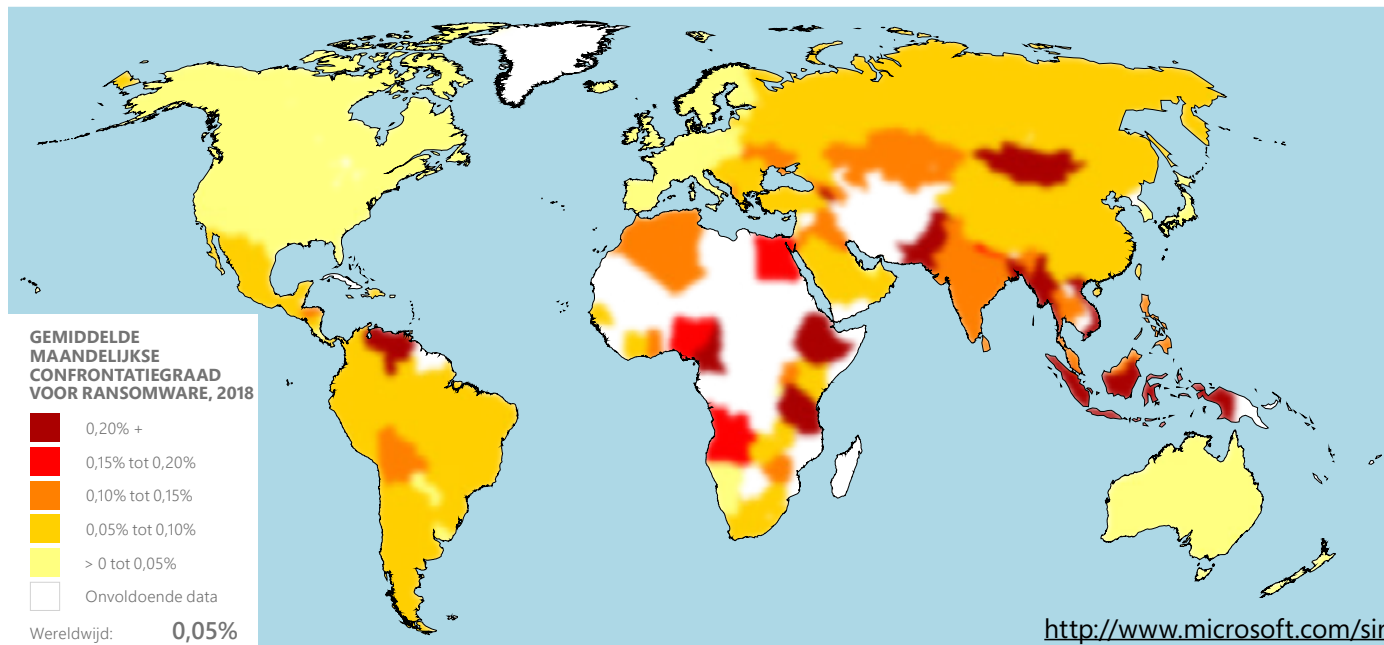 GEMIDDELDE
MAANDELIJKSE
CONFRONTATIEGRAAD
VOOR RANSOMWARE, 2018
0,20% +
0,15% tot 0,20%
0,10% tot 0,15%
0,05% tot 0,10%
> 0 tot 0,05%
Onvoldoende data
Wereldwijd: 0,05%
http://www.microsoft.com/sir